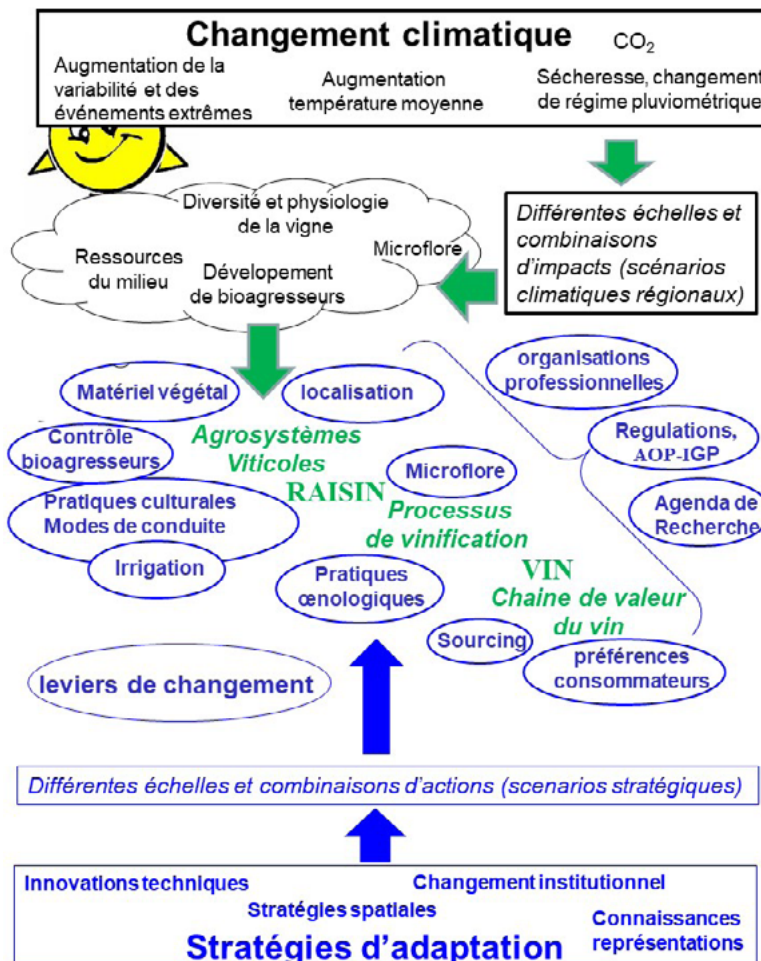 Changement climatique
CO₂
Augmentation de la
variabilité et des
événements extrêmes
Augmentation
température moyenne
Sécheresse, changement
de régime pluviométrique
Diversité et physiologie
de la vigne
Ressources
du milieu
Microflore
Dévelopement
de bioagresseurs
Différentes échelles et
combinaisons
d'impacts (scénarios
climatiques régionaux)
Matériel végétal
localisation
organisations
professionnelles
Contrôle
bioagresseurs
Agrosystèmes
Viticoles
Regulations,
AOP-IGP
RAISIN
Microflore
Pratiques culturales
Modes de conduite
Processus
de vinification
Agenda de
Recherche
Irrigation
Pratiques
œnologiques
VIN
Chaine de valeur
du vin
Sourcing
préférences
consommateurs
leviers de changement
Différentes échelles et combinaisons d'actions (scenarios stratégiques)
Innovations techniques
Changement institutionnel
Stratégies spatiales
Connaissances
représentations
Stratégies d'adaptation